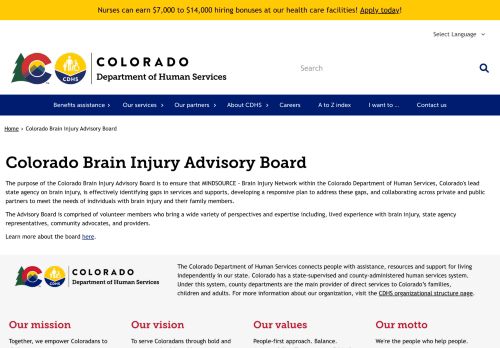 Nurses can earn $7,000 to $14,000 hiring bonuses at our health care facilities! Apply today!
Select Language
COLORADO
Department of Human Services
CDHS
Search
Benefits assistance
Our services
Our partners
About CDHS
Careers
A to Z index
I want to ...
Contact us
Home › Colorado Brain Injury Advisory Board
Colorado Brain Injury Advisory Board
The purpose of the Colorado Brain Injury Advisory Board is to ensure that MINDSOURCE - Brain Injury Network within the Colorado Department of Human Services, Colorado's lead
state agency on brain injury, is effectively identifying gaps in services and supports, developing a responsive plan to address these gaps, and collaborating across private and public
partners to meet the needs of individuals with brain injury and their family members.
The Advisory Board is comprised of volunteer members who bring a wide variety of perspectives and expertise including, lived experience with brain injury, state agency
representatives, community advocates, and providers.
Learn more about the board here.
COLORADO
Department of Human Services
CDHS
The Colorado Department of Human Services connects people with assistance, resources and support for living
independently in our state. Colorado has a state-supervised and county-administered human services system.
Under this system, county departments are the main provider of direct services to Colorado's families,
children and adults. For more information about our organization, visit the CDHS organizational structure page.
Our mission
Together, we empower Coloradans to
Our vision
To serve Coloradans through bold and
Our values
People-first approach. Balance.
Our motto
We're the people who help people.